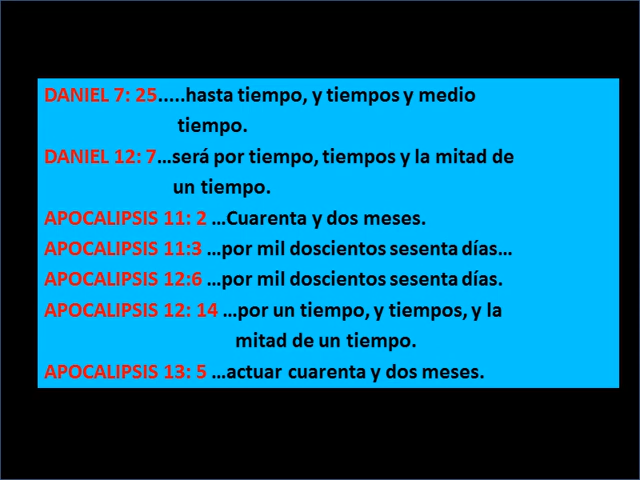 DANIEL 7: 25.....hasta tiempo, y tiempos y medio
tiempo.
DANIEL 12: 7...será por tiempo, tiempos y la mitad de
un tiempo.
APOCALIPSIS 11: 2 ...Cuarenta y dos meses.
APOCALIPSIS 11:3 ...por mil doscientos sesenta días...
APOCALIPSIS 12:6 ...por mil doscientos sesenta días.
APOCALIPSIS 12: 14 ...por un tiempo, y tiempos, y la
mitad de un tiempo.
APOCALIPSIS 13: 5 ...actuar cuarenta y dos meses.